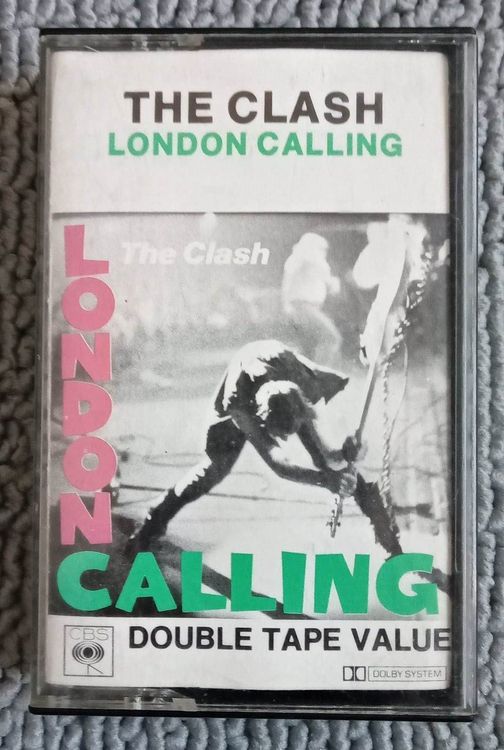 THE CLASH
LONDON CALLING
The Clash
LONDON
CALLING
CBS
DOUBLE TAPE VALUE
DOLBY SYSTEM